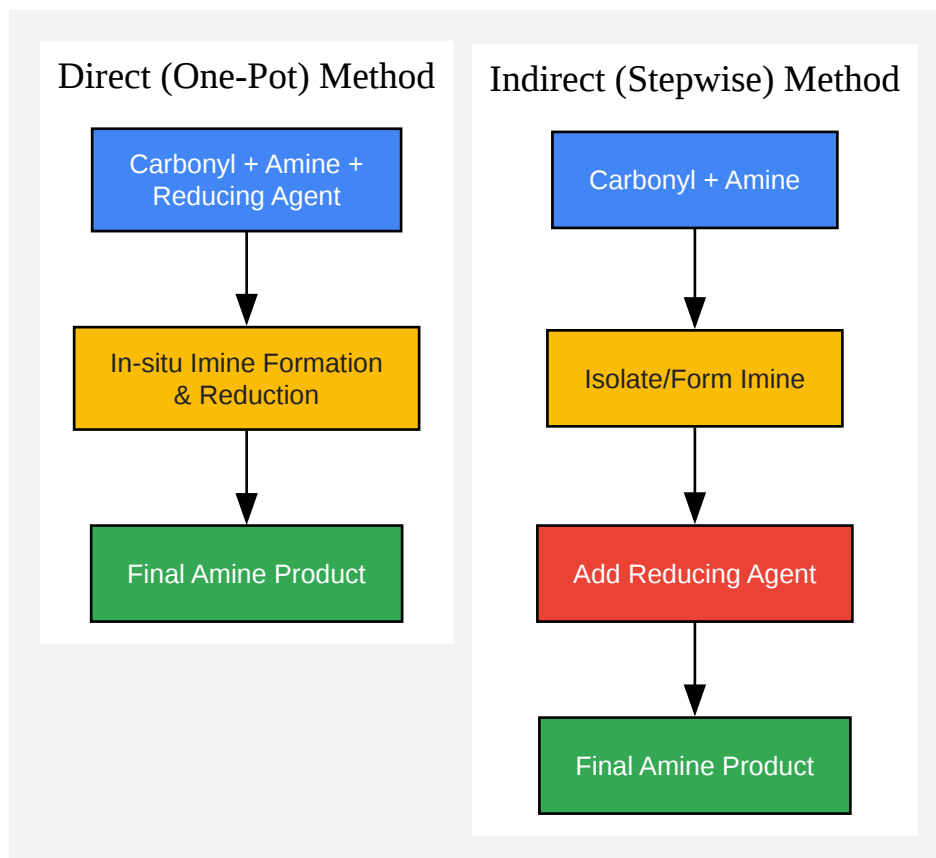 Direct (One-Pot) Method
Carbonyl + Amine +
Reducing Agent
In-situ Imine Formation
& Reduction
Final Amine Product
Indirect (Stepwise) Method
Carbonyl + Amine
Isolate/Form Imine
Add Reducing Agent
Final Amine Product